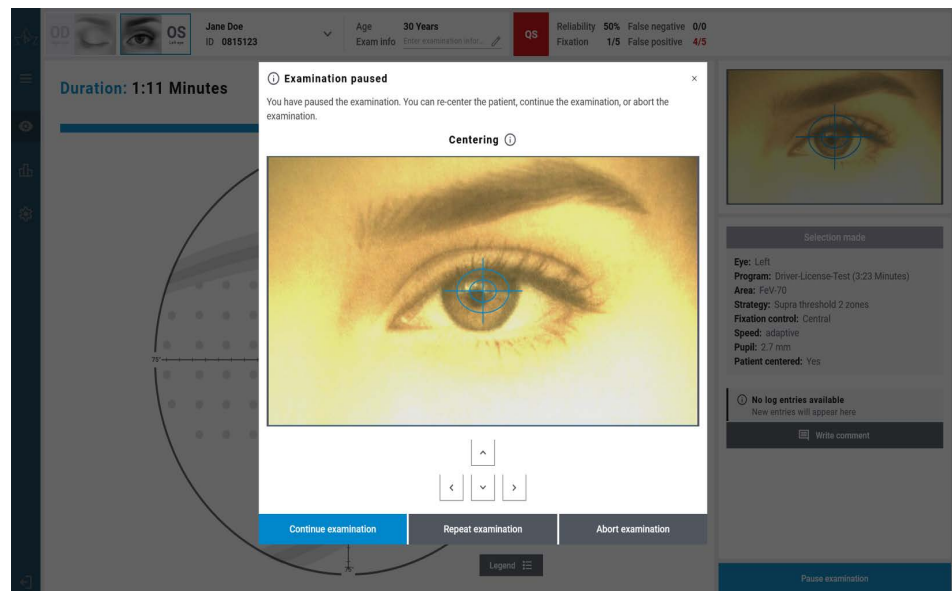 OD
OS
Left eye
Jane Doe
ID 0815123
Age 30 Years
Exam info Enter examination infor...
QS
Reliability 50% False negative 0/0
Fixation 1/5 False positive 4/5
Duration: 1:11 Minutes
Examination paused
You have paused the examination. You can re-center the patient, continue the examination, or abort the
examination.
Centering
Continue examination
Repeat examination
Abort examination
75°
75°
Legend
Selection made
Eye: Left
Program: Driver-License-Test (3:23 Minutes)
Area: FeV-70
Strategy: Supra threshold 2 zones
Fixation control: Central
Speed: adaptive
Pupil: 2.7 mm
Patient centered: Yes
No log entries available
New entries will appear here
Write comment
Pause examination